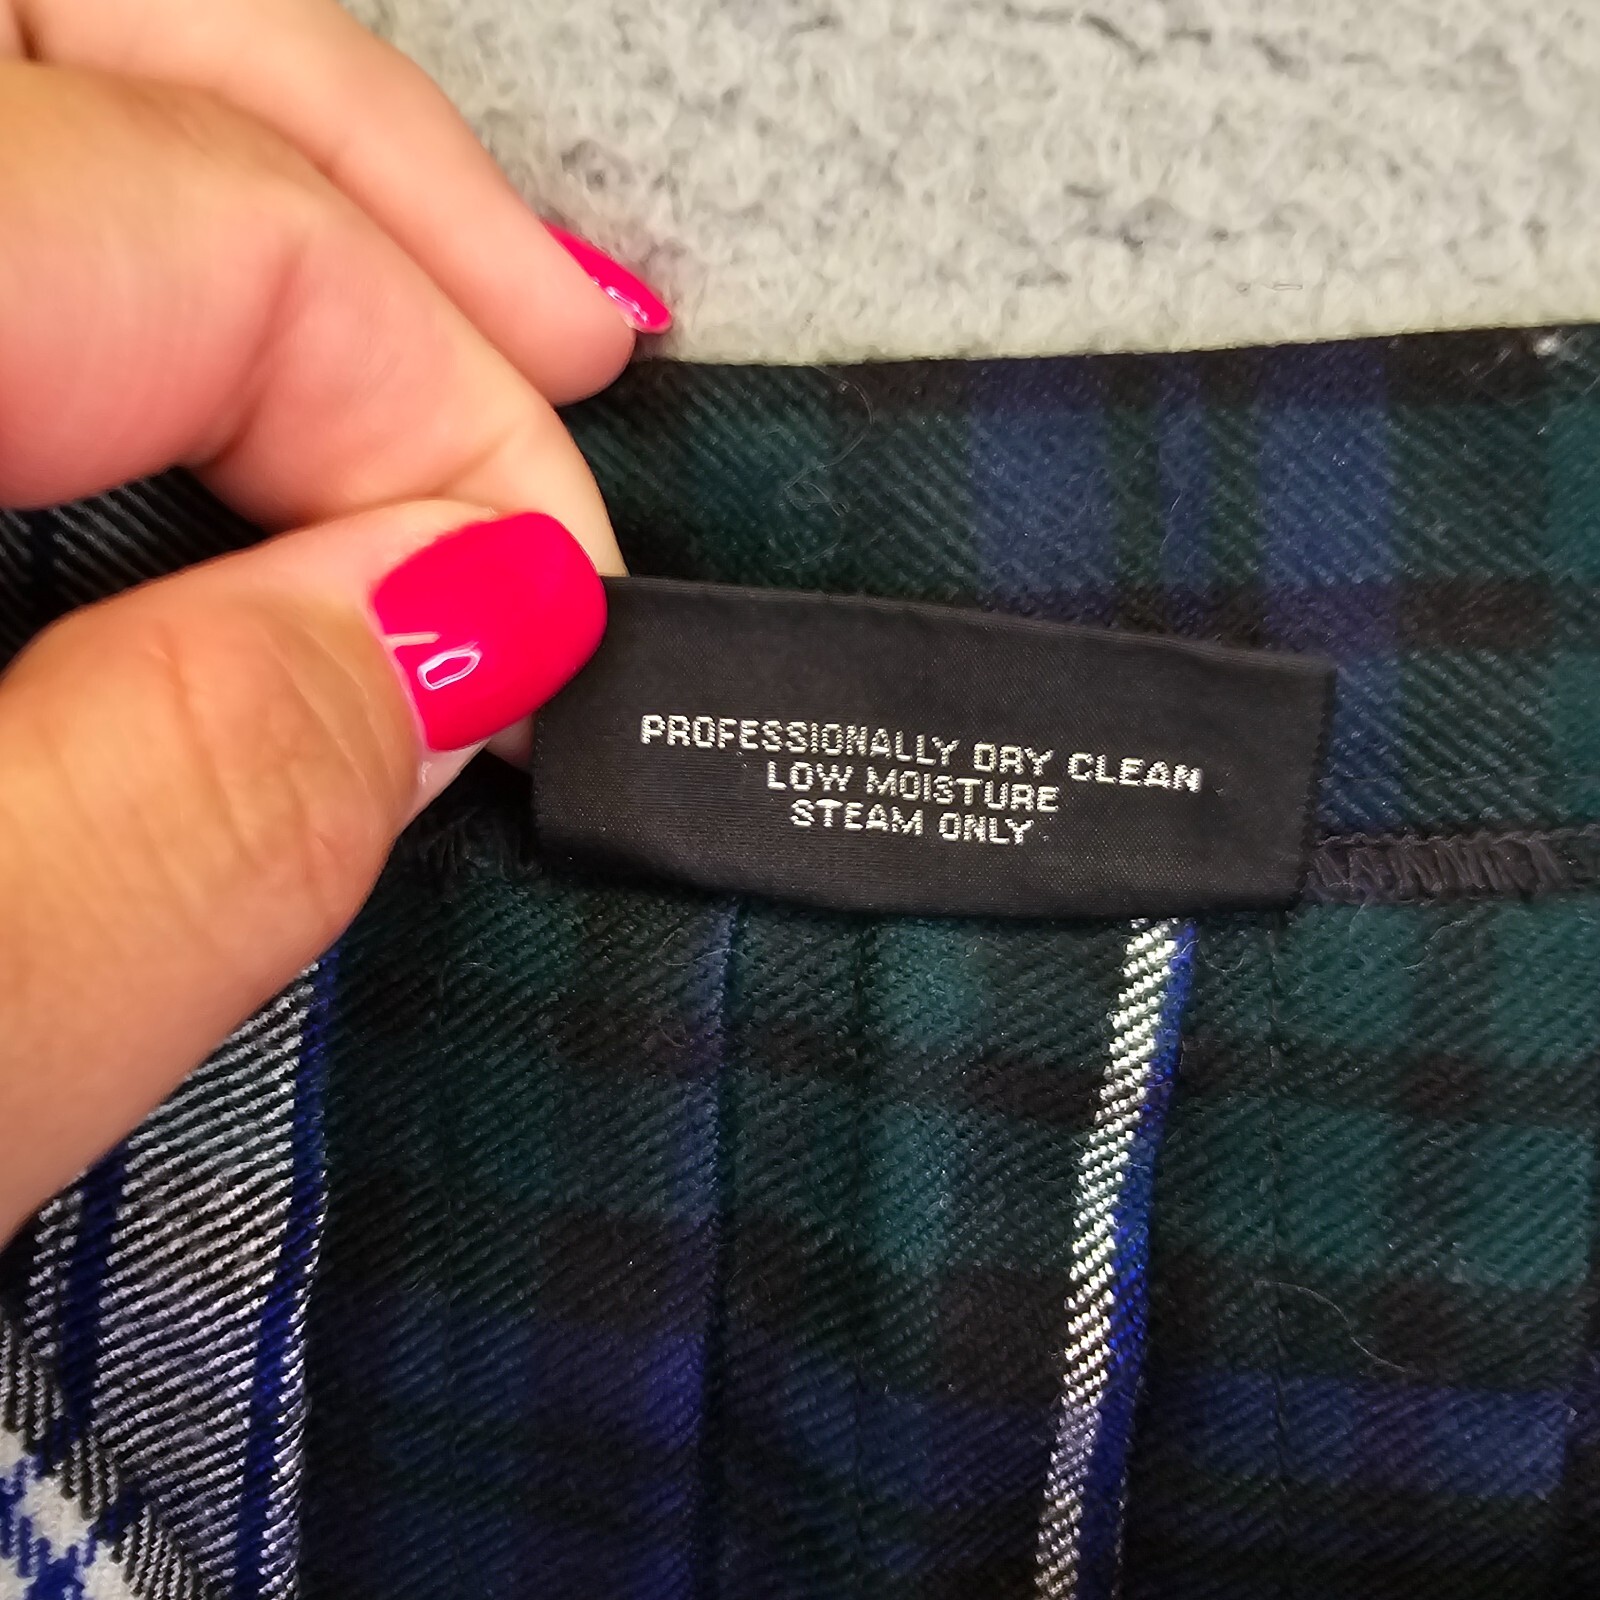 PROFESSIONALLY DRY CLEAN
LOW MOISTURE
STEAM ONLY